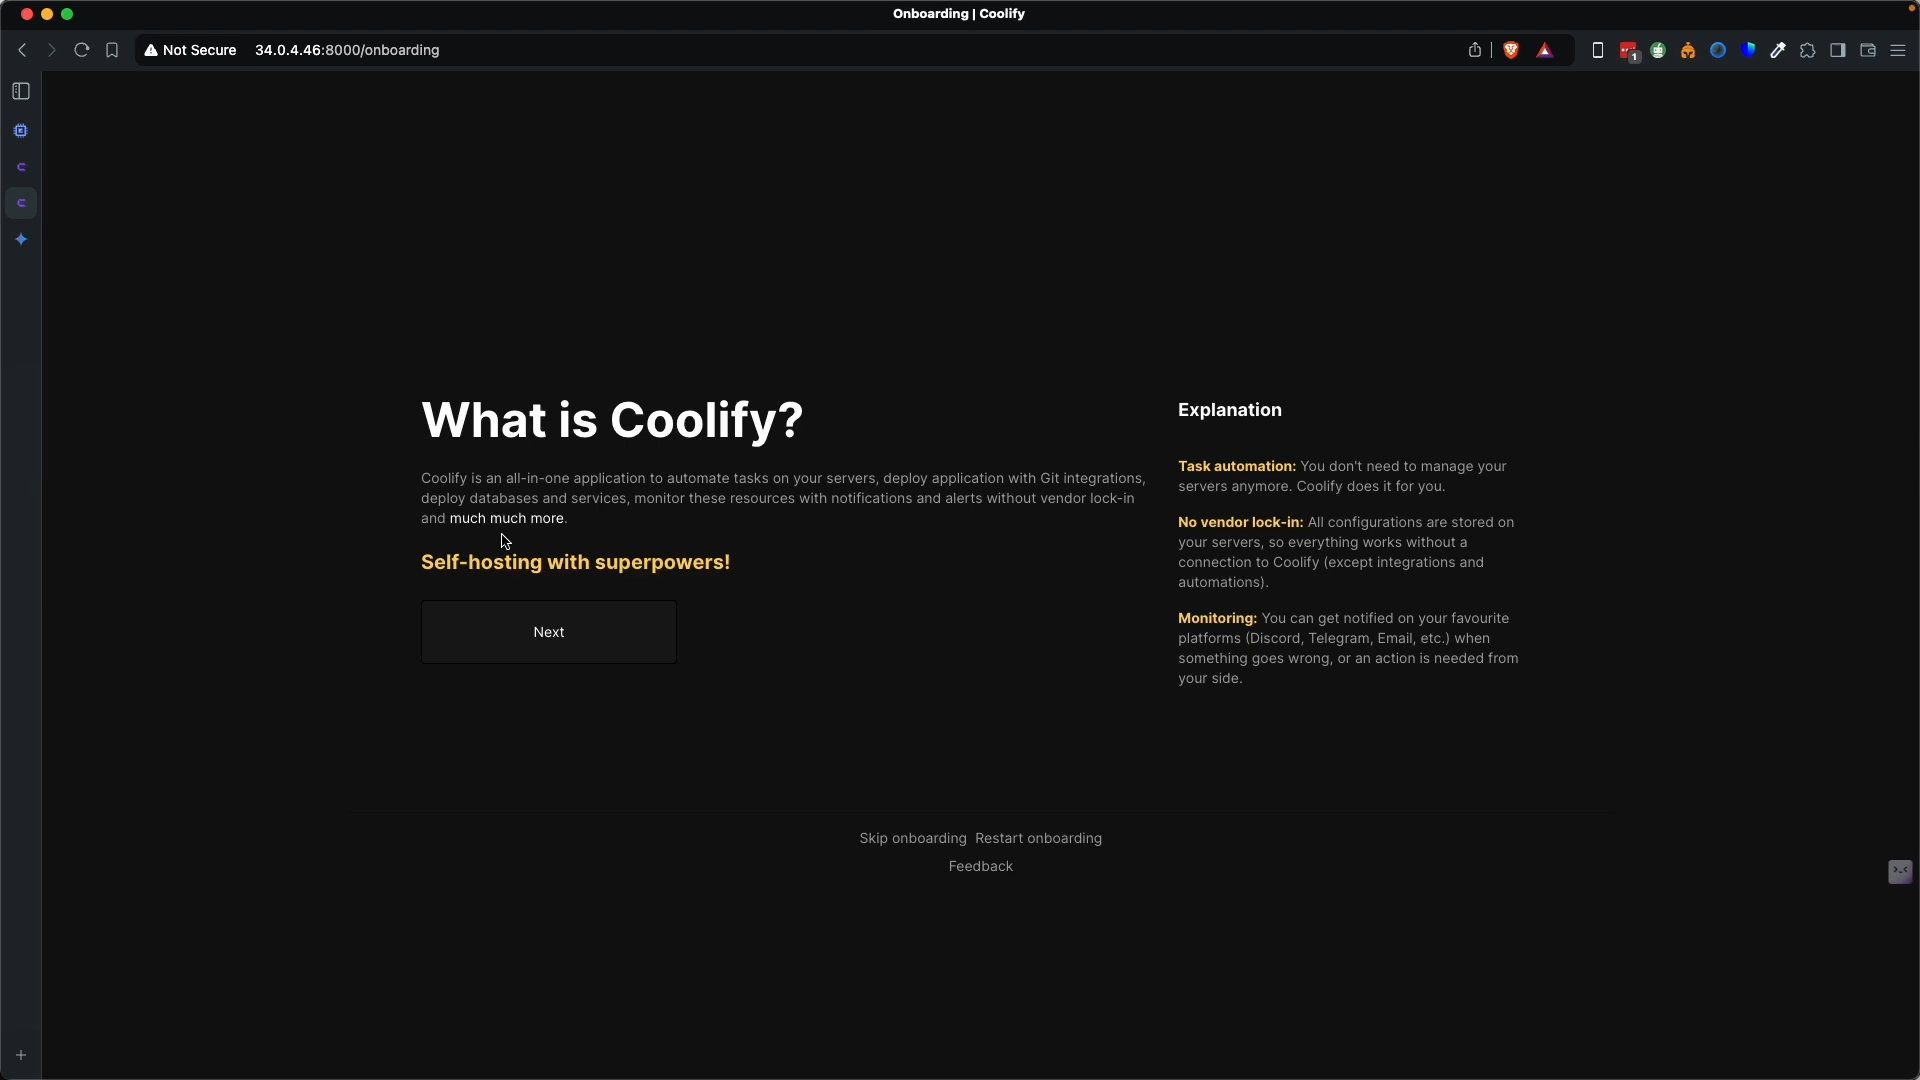 Onboarding | Coolify
Not Secure 34.0.4.46:8000/onboarding
1
What is Coolify?
Coolify is an all-in-one application to automate tasks on your servers, deploy application with Git integrations,
deploy databases and services, monitor these resources with notifications and alerts without vendor lock-in
and much much more.
Self-hosting with superpowers!
Next
Explanation
Task automation: You don't need to manage your
servers anymore. Coolify does it for you.
No vendor lock-in: All configurations are stored on
your servers, so everything works without a
connection to Coolify (except integrations and
automations).
Monitoring: You can get notified on your favourite
platforms (Discord, Telegram, Email, etc.) when
something goes wrong, or an action is needed from
your side.
Skip onboarding Restart onboarding
Feedback